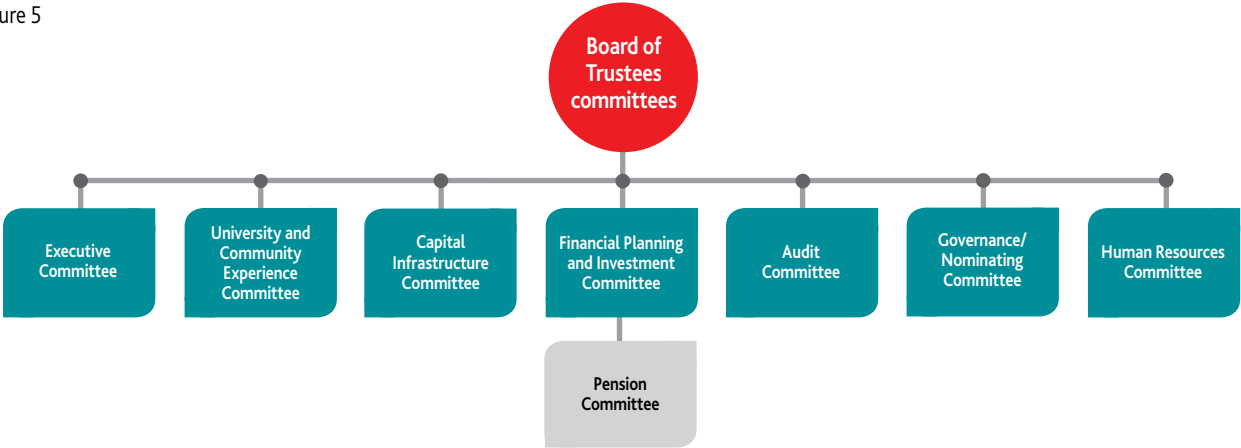 ure 5
Board of
Trustees
committees
Executive
Committee
University and
Community
Experience
Committee
Capital
Infrastructure
Committee
Financial Planning
and Investment
Committee
Audit
Committee
Governance/
Nominating
Committee
Human Resources
Committee
Pension
Committee